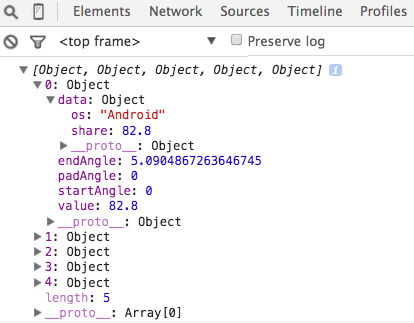 Elements Network Sources Timeline Profiles
<top frame> Preserve log
[Object, Object, Object, Object, Object]
0: Object
data: Object
os: "Android"
share: 82.8
__proto__: Object
endAngle: 5.0904867263646745
padAngle: 0
startAngle: 0
value: 82.8
__proto__: Object
1: Object
2: Object
3: Object
4: Object
length: 5
__proto__: Array[0]